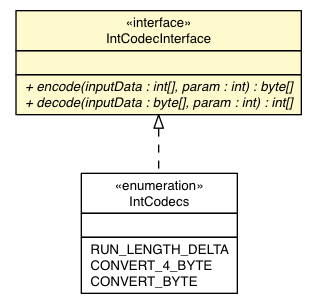 «interface»
IntCodecInterface
+ encode(inputData : int[], param : int) : byte[]
+ decode(inputData : byte[], param : int) : int[]
«enumeration»
IntCodecs
RUN_LENGTH_DELTA
CONVERT_4_BYTE
CONVERT_BYTE